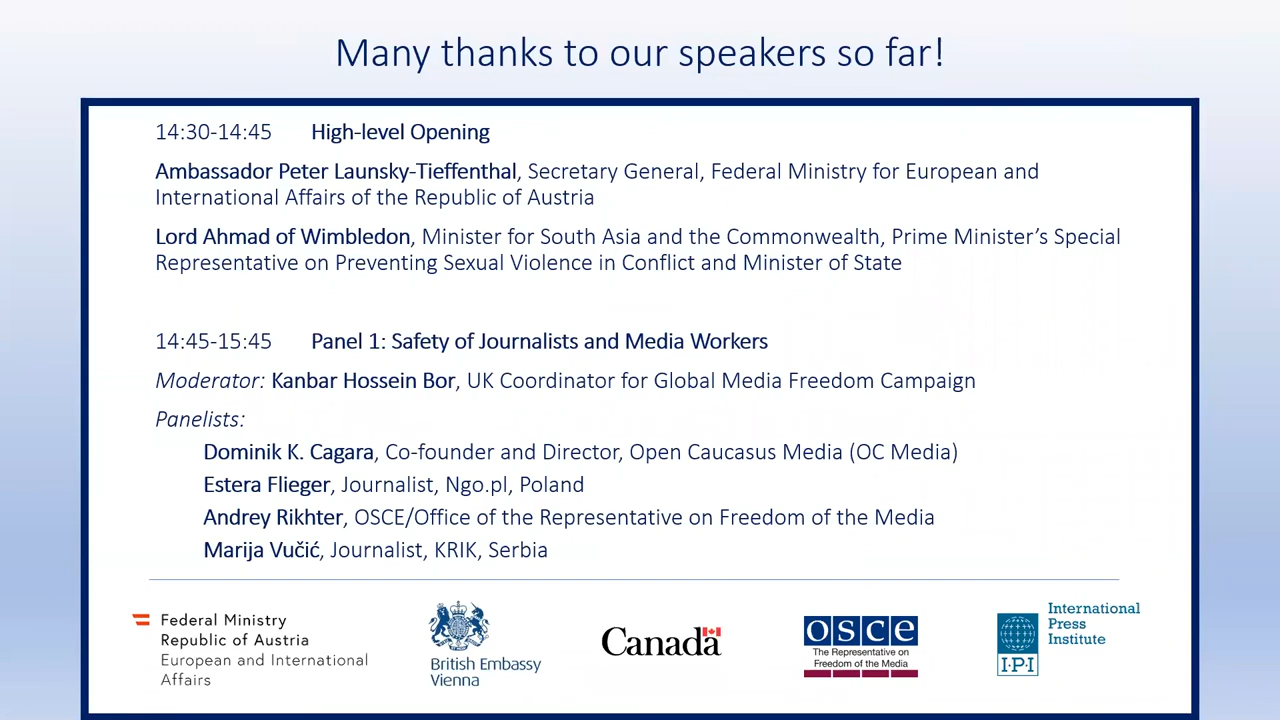 Many thanks to our speakers so far!
14:30-14:45 High-level Opening
Ambassador Peter Launsky-Tieffenthal, Secretary General, Federal Ministry for European and
International Affairs of the Republic of Austria
Lord Ahmad of Wimbledon, Minister for South Asia and the Commonwealth, Prime Minister’s Special
Representative on Preventing Sexual Violence in Conflict and Minister of State
14:45-15:45 Panel 1: Safety of Journalists and Media Workers
Moderator: Kanbar Hossein Bor, UK Coordinator for Global Media Freedom Campaign
Panelists:
Dominik K. Cagara, Co-founder and Director, Open Caucasus Media (OC Media)
Estera Flieger, Journalist, Ngo.pl, Poland
Andrey Rikhter, OSCE/Office of the Representative on Freedom of the Media
Marija Vučić, Journalist, KRIK, Serbia
Federal Ministry
Republic of Austria
European and International
Affairs
British Embassy
Vienna
Canada
osce
The Representative on
Freedom of the Media
I·P·I
International
Press
Institute